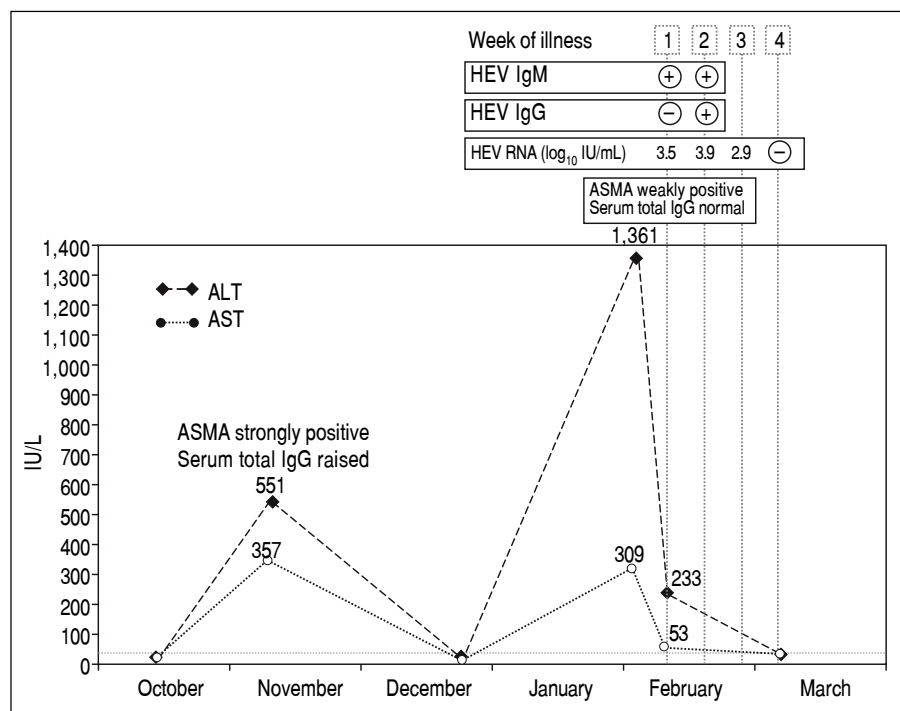 Week of illness 1 2 3 4
HEV IgM + +
HEV IgG − +
HEV RNA (log10 IU/mL) 3.5 3.9 2.9 −
ASMA weakly positive
Serum total IgG normal
1,361
1,400
1,300
1,200
1,100
1,000
900
800
700
600
500
400
300
200
100
0
IU/L
ALT
AST
ASMA strongly positive
Serum total IgG raised
551
357
309
233
53
October November December January February March